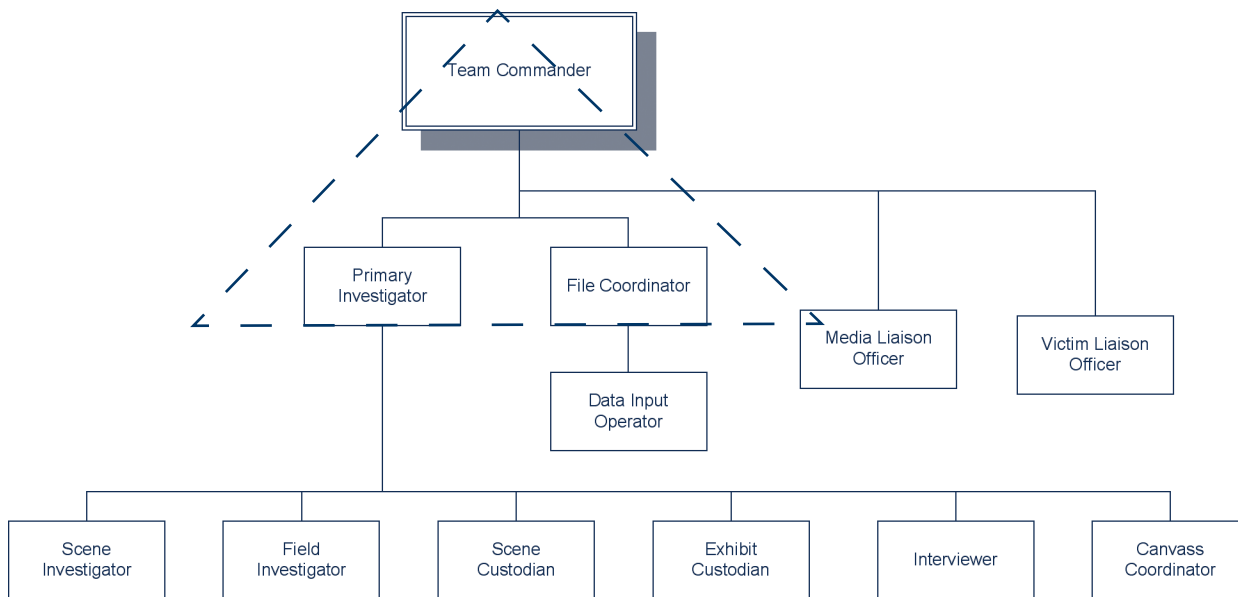 Team Commander
Primary
Investigator
File Coordinator
Media Liaison
Officer
Victim Liaison
Officer
Data Input
Operator
Scene
Investigator
Field
Investigator
Scene
Custodian
Exhibit
Custodian
Interviewer
Canvass
Coordinator